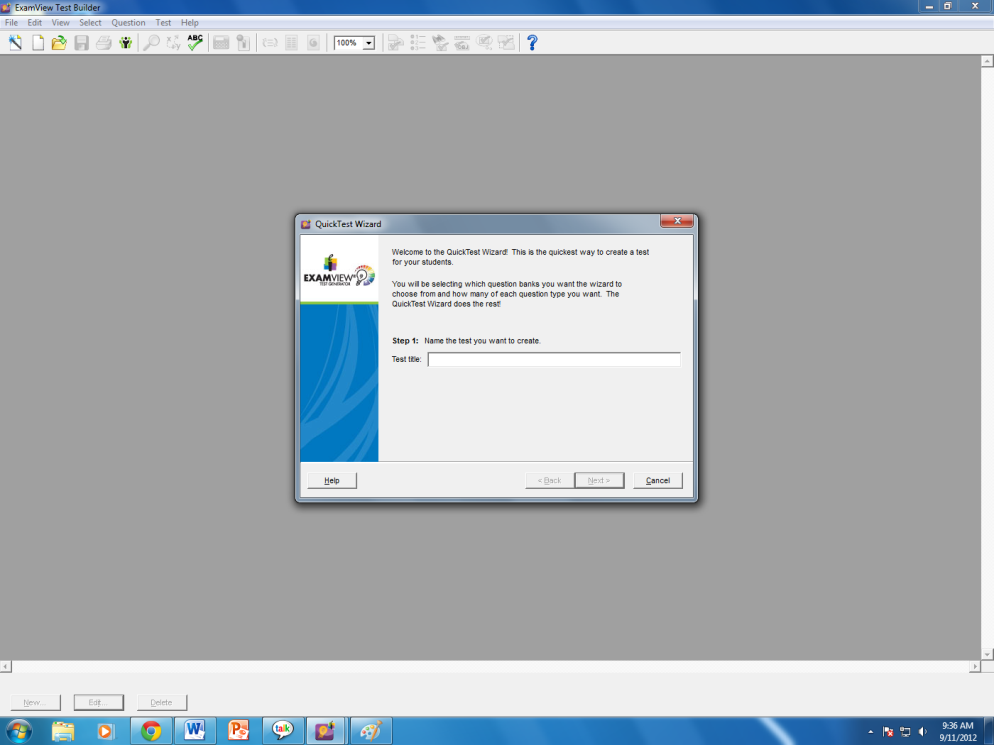 ExamView Test Builder
File Edit View Select Question Test Help
ABC
100%
?
QuickTest Wizard
EXAMVIEW®
TEST GENERATOR
Welcome to the QuickTest Wizard! This is the quickest way to create a test
for your students.
You will be selecting which question banks you want the wizard to
choose from and how many of each question type you want. The
QuickTest Wizard does the rest!
Step 1: Name the test you want to create.
Test title:
Help
< Back
Next >
Cancel
New...
Edit...
Delete
W
P
talk
9:36 AM
9/11/2012